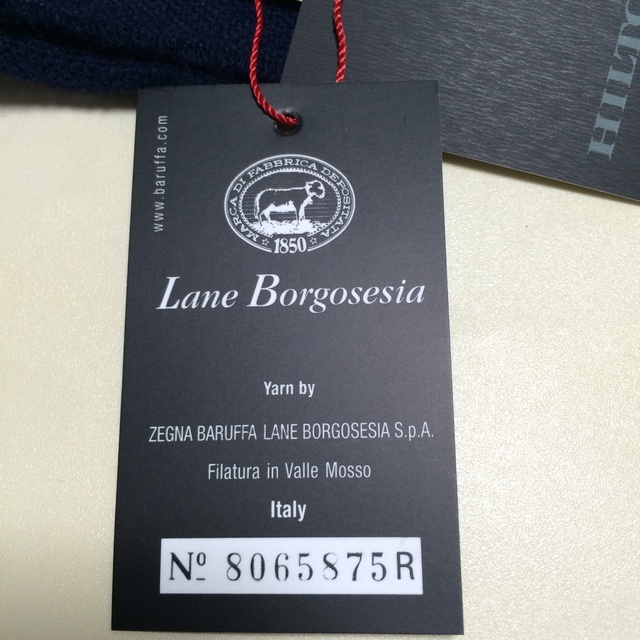 www.baruffa.com
MARCA DI FABBRICA DEPOSITATA
1850
Lane Borgosesia
Yarn by
ZEGNA BARUFFA LANE BORGOSESIA S.p.A.
Filatura in Valle Mosso
Italy
Nº 8065875R